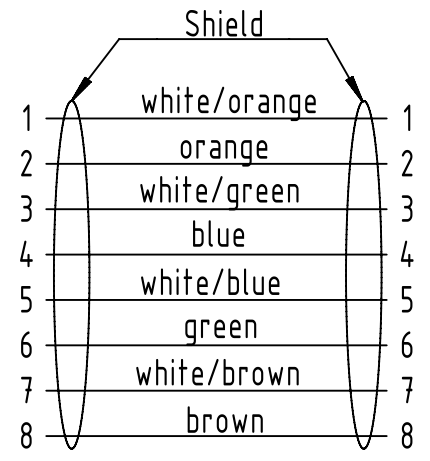 Shield
1 white/orange 1
2 orange 2
3 white/green 3
4 blue 4
5 white/blue 5
6 green 6
7 white/brown 7
8 brown 8